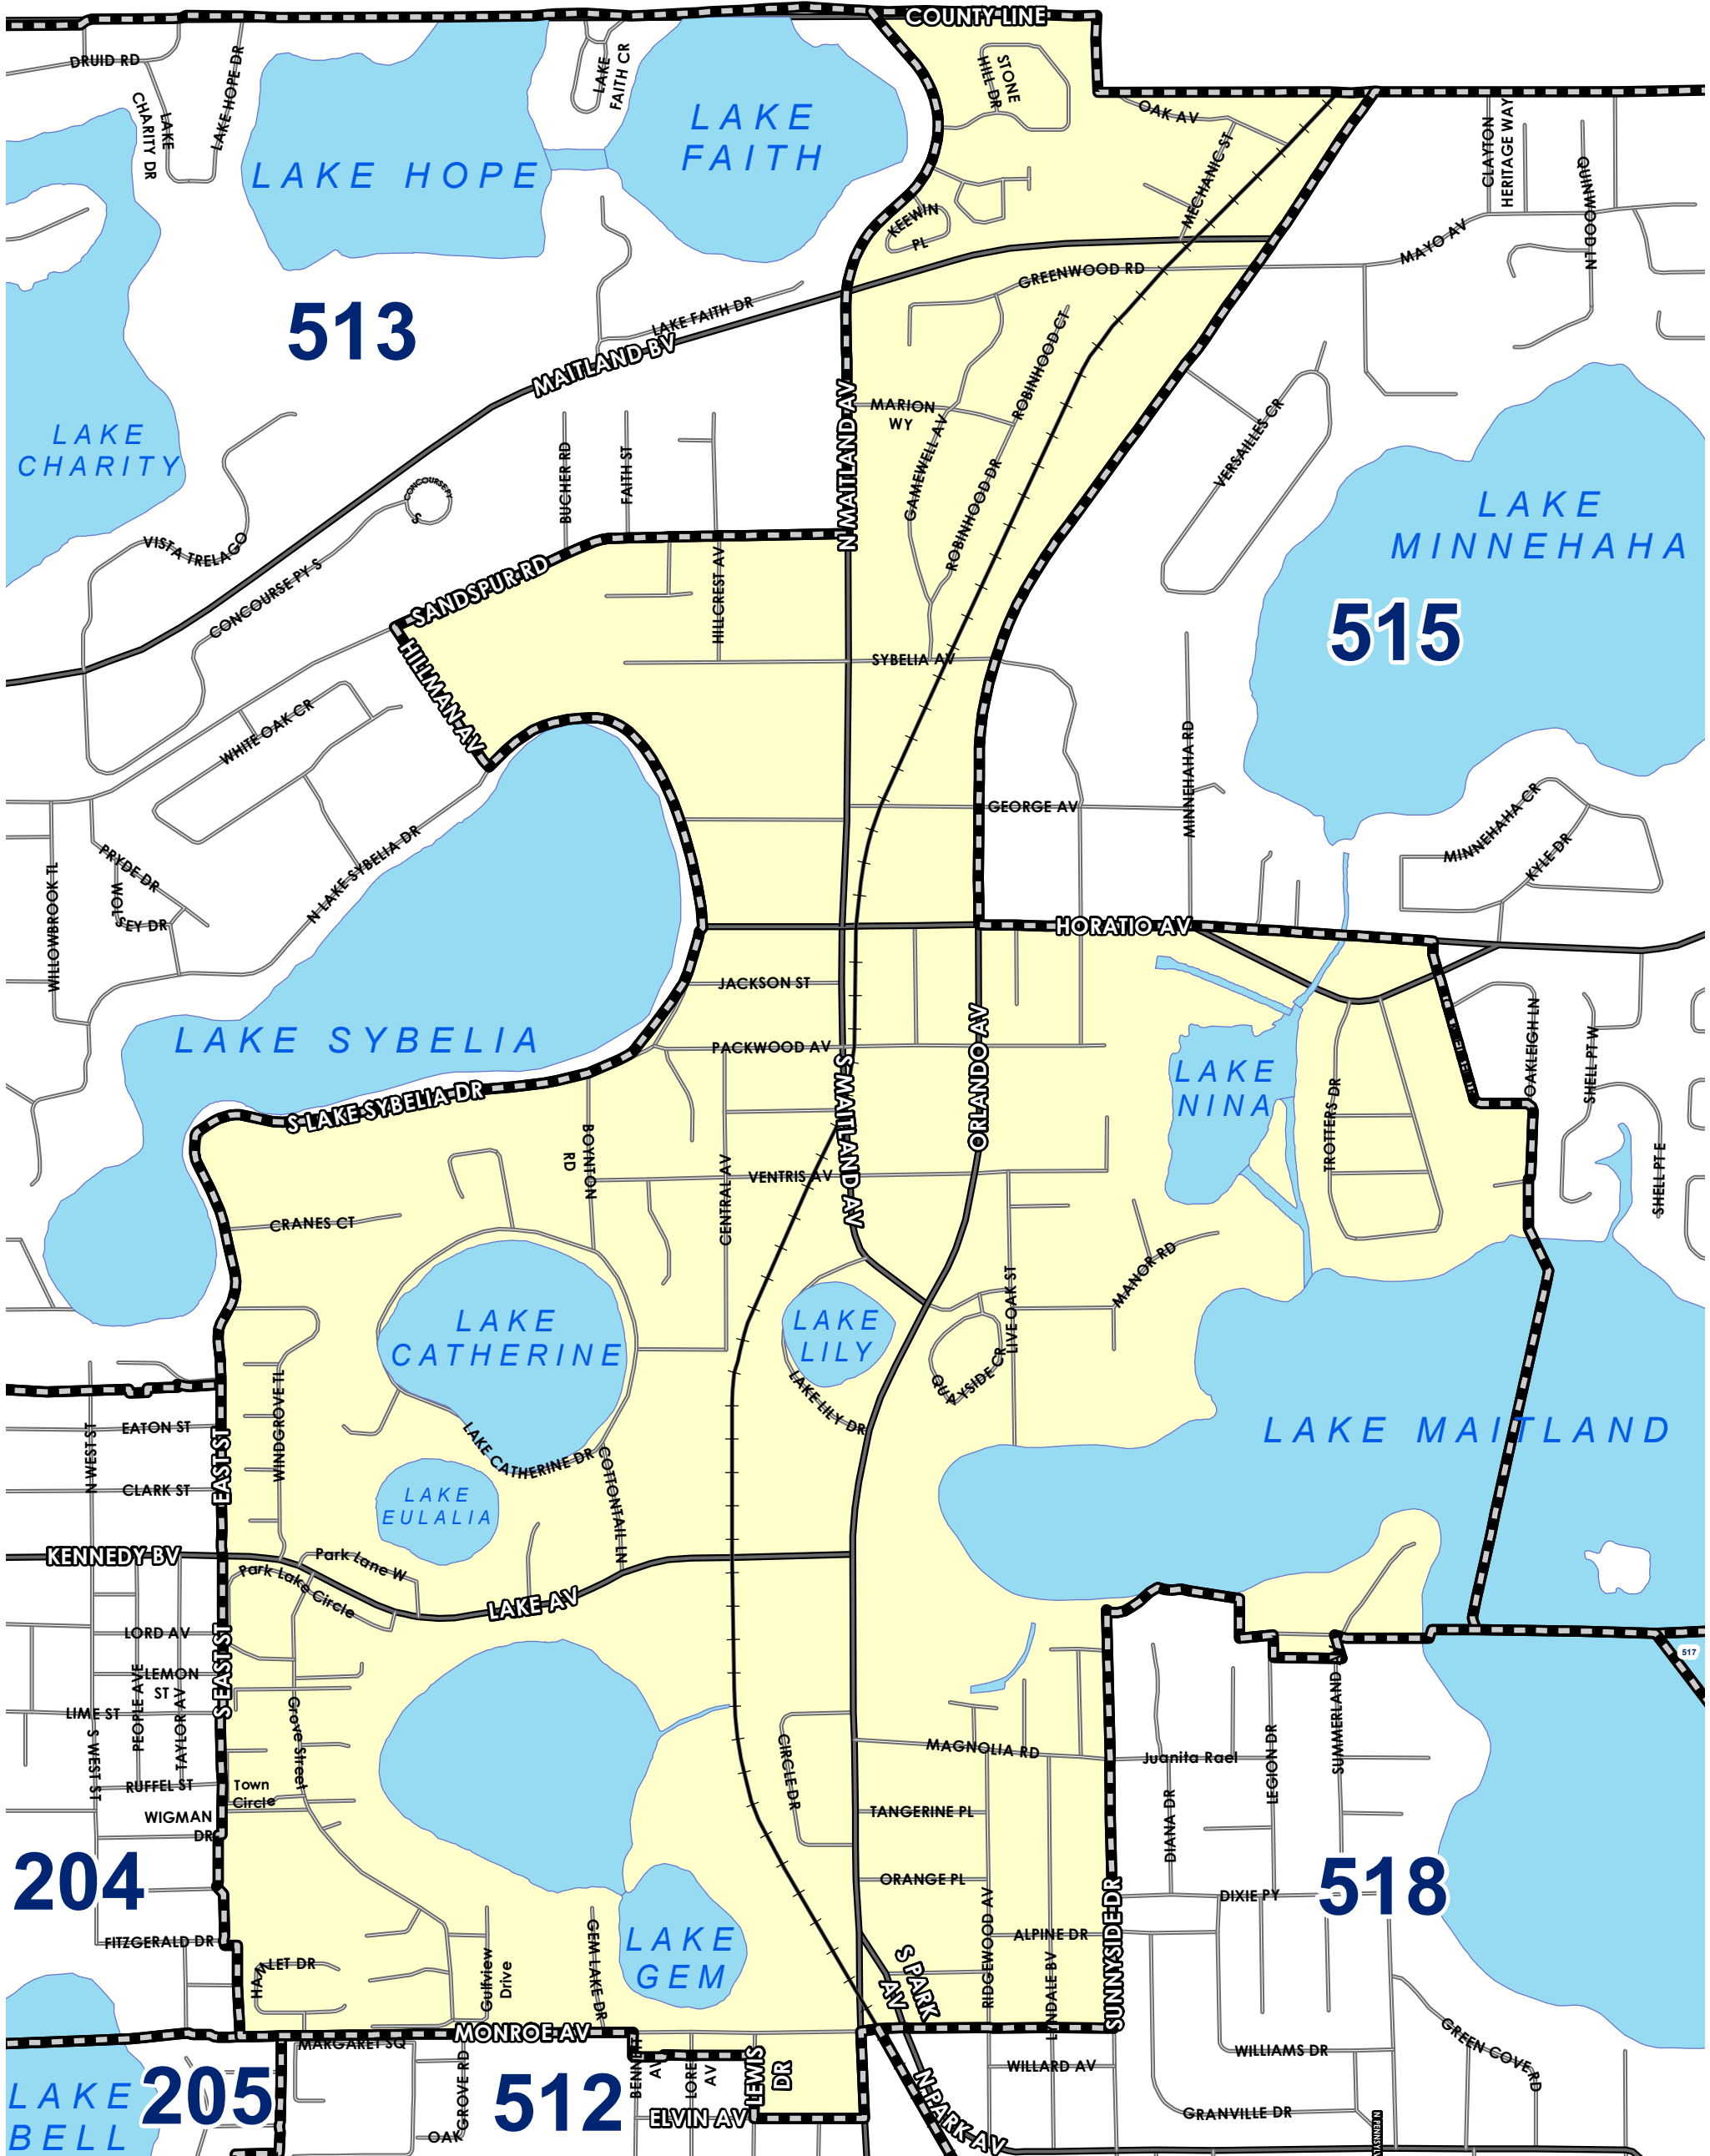 COUNTY LINE
DRUID RD
LAKE HOPE DR
LAKE
CHARITY DR
LAKE
FAITH CR
LAKE HOPE
LAKE
FAITH
STONE
HILL DR
OAK AV
MECHANIC ST
CLAYTON
HERITAGE WAY
QUINWOOD LN
KEEWIN
PL
MAYO AV
GREENWOOD RD
513
LAKE FAITH DR
MAITLAND BV
ROBINHOOD CT
N MAITLAND AV
MARION
WY
GAMEWELL AV
ROBINHOOD DR
VERSAILLES CR
LAKE
CHARITY
BUCHER RD
FAITH ST
CONCOURSE PY
S
VISTA TRELAGO
CONCOURSE PY S
LAKE
MINNEHAHA
515
SANDSPUR RD
HILLCREST AV
HILLMAN AV
SYBELIA AV
WHITE OAK CR
MINNEHAHA RD
GEORGE AV
MINNEHAHA CR
KYLE DR
N LAKE SYBELIA DR
PRYDE DR
WOLSEY DR
WILLOWBROOK TL
HORATIO AV
JACKSON ST
LAKE SYBELIA
PACKWOOD AV
S MAITLAND AV
ORLANDO AV
LAKE
NINA
TROTTERS DR
OAKLEIGH LN
SHELL PT W
SHELL PT E
S LAKE SYBELIA DR
BOYNTON
RD
VENTRIS AV
CENTRAL AV
CRANES CT
MANOR RD
LIVE OAK ST
LAKE
CATHERINE
LAKE
LILY
QUAYSIDE CR
LAKE LILY DR
LAKE MAITLAND
WINDGROVE TL
LAKE CATHERINE DR
COTTONTAIL LN
LAKE
EULALIA
EATON ST
N WEST ST
CLARK ST
EAST ST
KENNEDY BV
Park Lane W
Park Lake Circle
LAKE AV
LORD AV
LEMON
ST
PEOPLE AVE
TAYLOR AV
LIME ST
S WEST ST
S EAST ST
Grove Street
RUFFEL ST
Town
Circle
WIGMAN
DR
517
SUMMERLAND AV
CIRCLE DR
MAGNOLIA RD
Juanita Rael
LEGION DR
DIANA DR
TANGERINE PL
204
ORANGE PL
518
DIXIE PY
RIDGEWOOD AV
ALPINE DR
LYNDALE BV
SUNNYSIDE DR
FITZGERALD DR
HAMLET DR
Gulfview
Drive
GEM LAKE DR
LAKE
GEM
S PARK
AV
MONROE AV
MARGARET SQ
BENNETT
AV
LOREN
AV
LEWIS
DR
WILLARD AV
WILLIAMS DR
GREEN COVE RD
205
512
GROVE RD
LAKE
BELL
ELVIN AV
OAK
N PARK AV
GRANVILLE DR